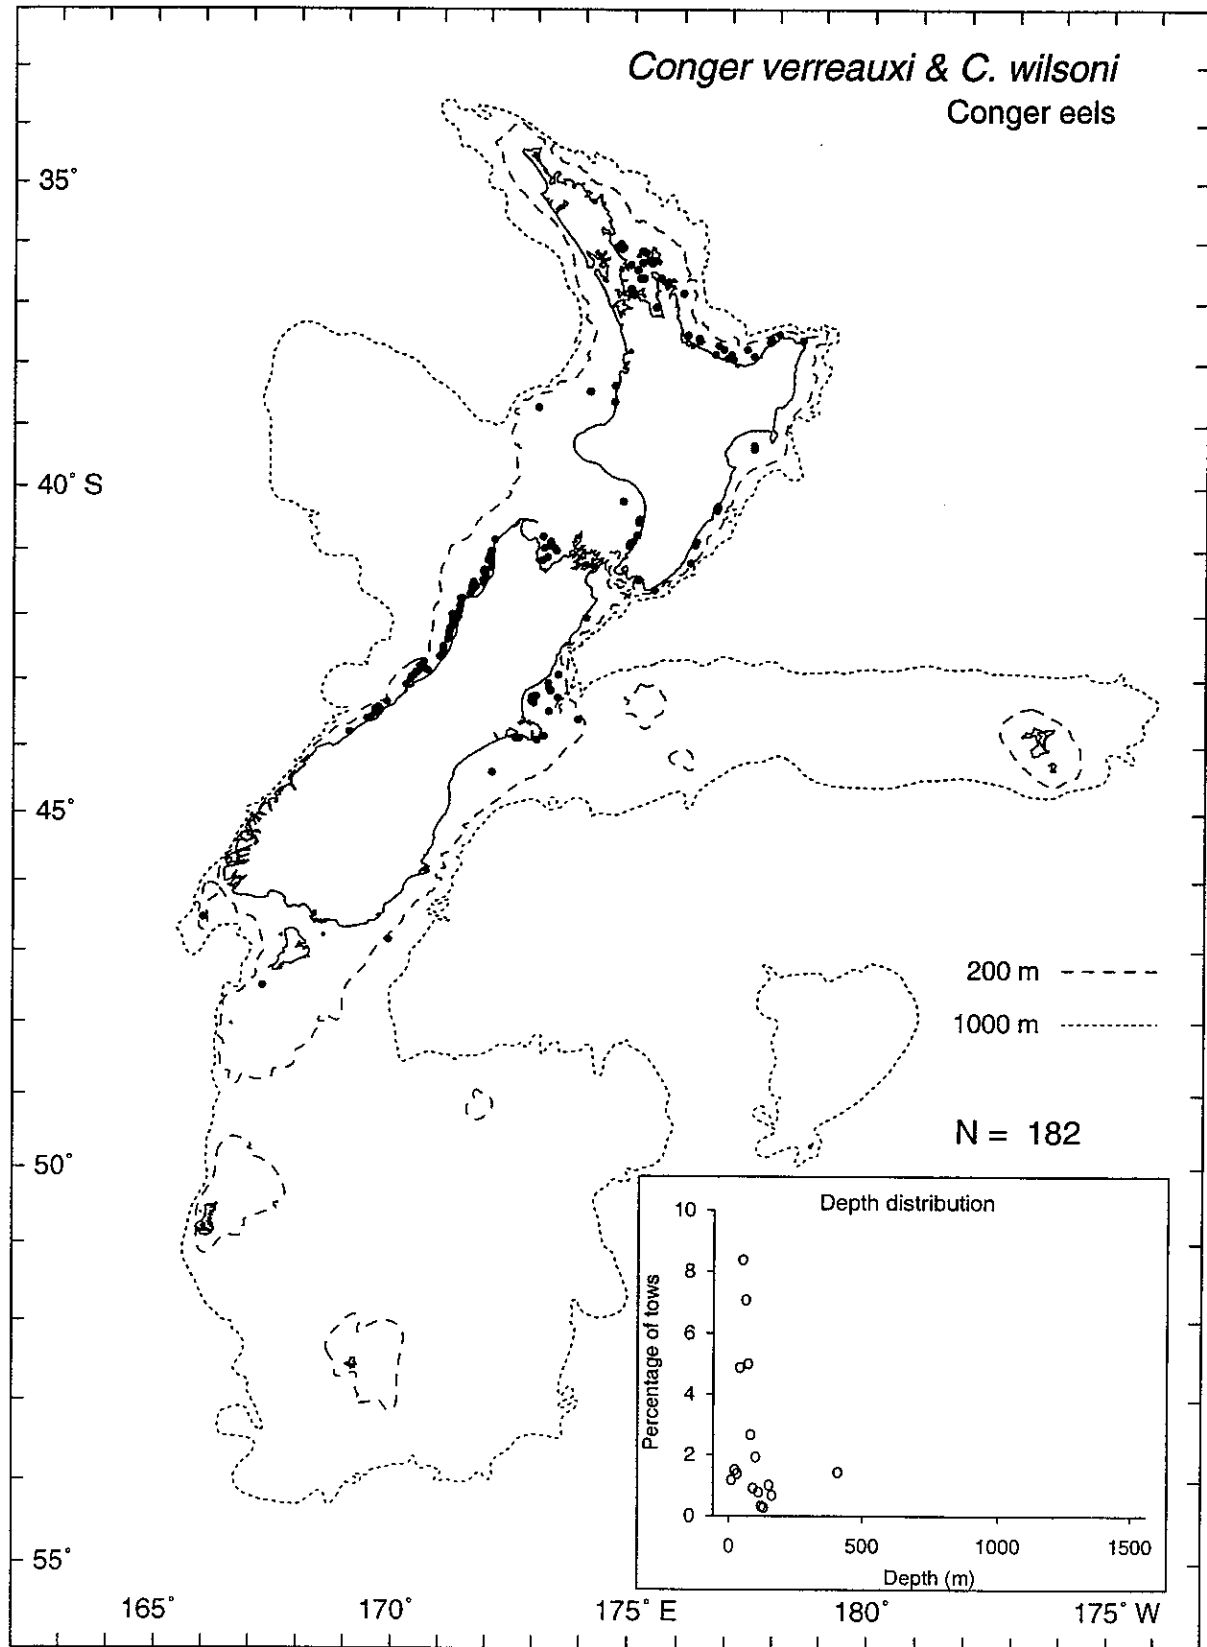 Conger verreauxi & C. wilsoni
Conger eels
35°
40° S
45°
50°
55°
200 m
1000 m
N = 182
Depth distribution
Percentage of tows
10
8
6
4
2
0
0 500 1000 1500
Depth (m)
165° 170° 175° E 180° 175° W